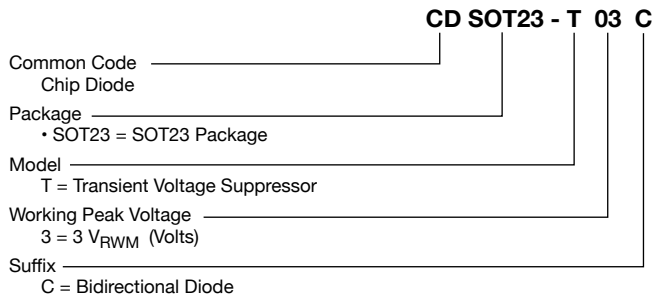 CD SOT23 - T 03 C
Common Code
Chip Diode
Package
• SOT23 = SOT23 Package
Model
T = Transient Voltage Suppressor
Working Peak Voltage
3 = 3 VRWM (Volts)
Suffix
C = Bidirectional Diode